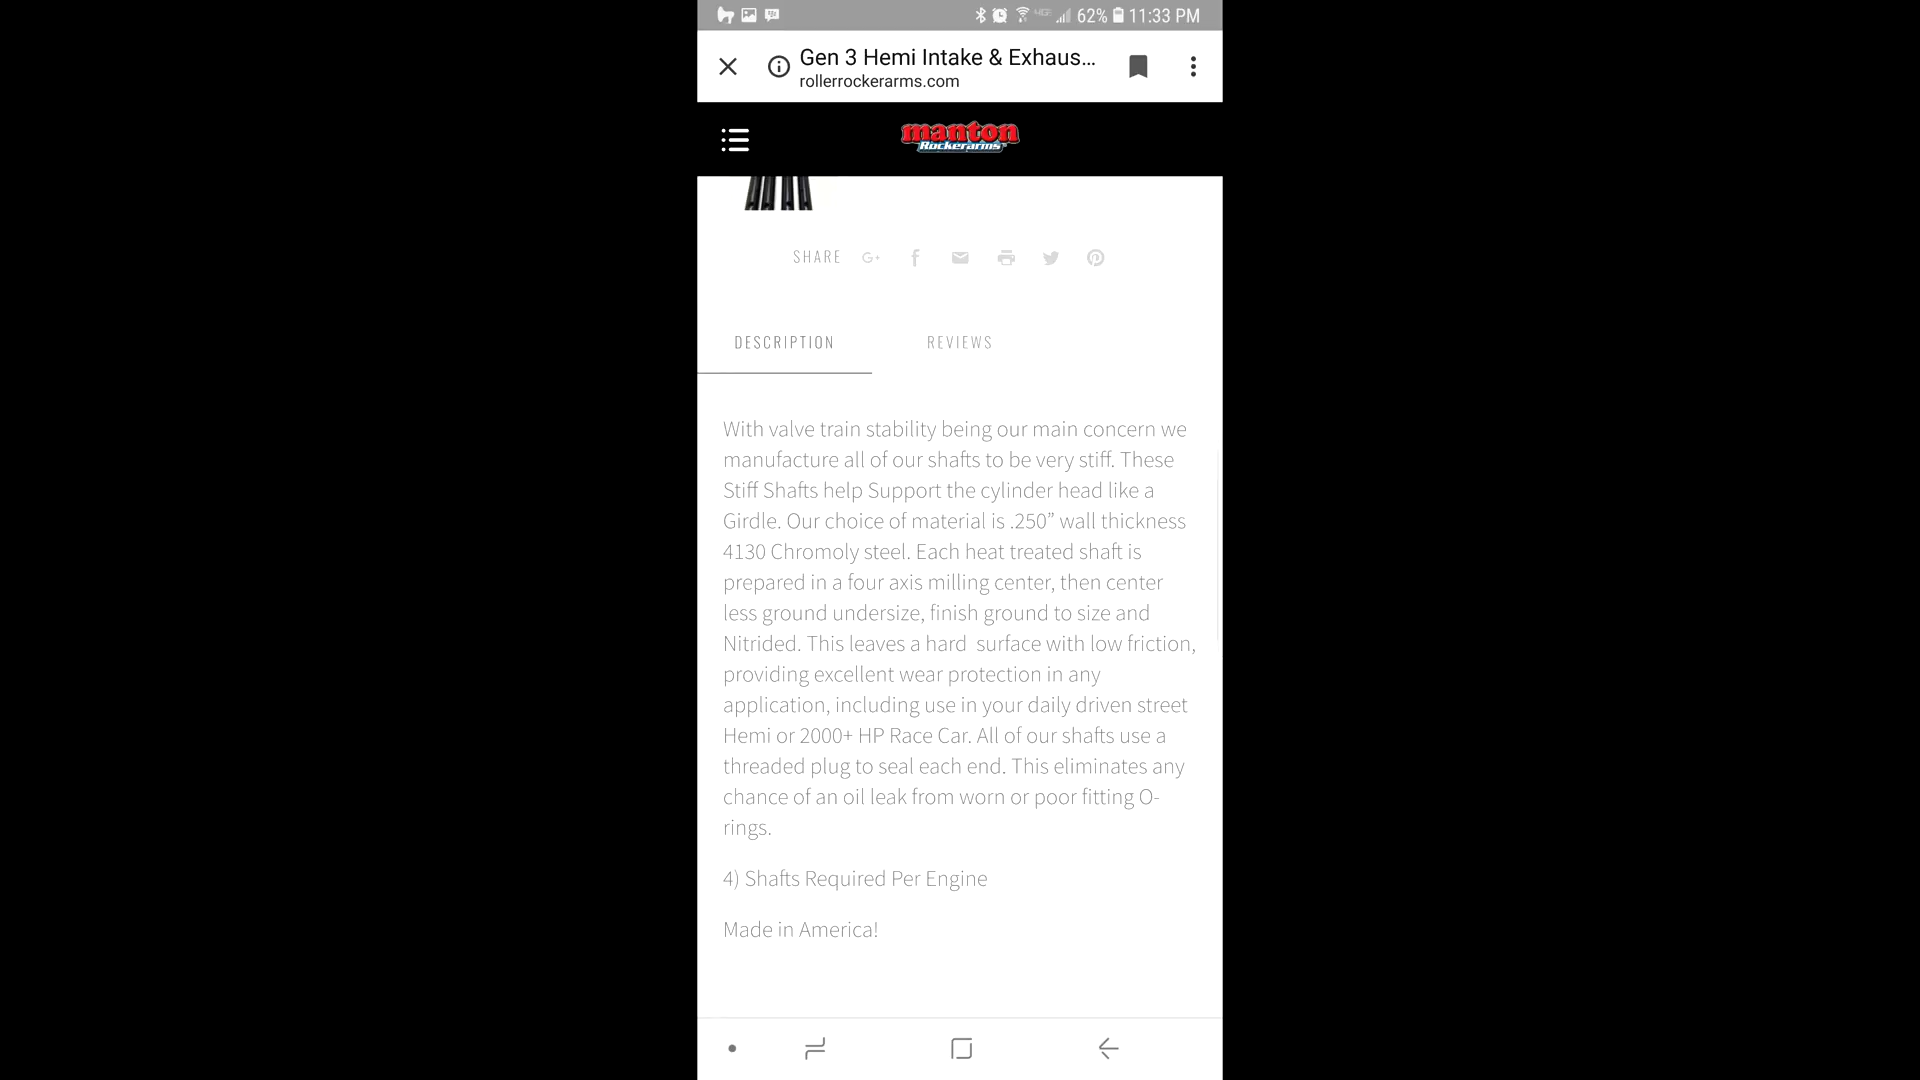 62% 11:33 PM
Gen 3 Hemi Intake & Exhaus...
rollerrockerarms.com
manton
Rockerarms
SHARE G+ f
DESCRIPTION REVIEWS
With valve train stability being our main concern we
manufacture all of our shafts to be very stiff. These
Stiff Shafts help Support the cylinder head like a
Girdle. Our choice of material is .250” wall thickness
4130 Chromoly steel. Each heat treated shaft is
prepared in a four axis milling center, then center
less ground undersize, finish ground to size and
Nitrided. This leaves a hard  surface with low friction,
providing excellent wear protection in any
application, including use in your daily driven street
Hemi or 2000+ HP Race Car. All of our shafts use a
threaded plug to seal each end. This eliminates any
chance of an oil leak from worn or poor fitting O-
rings.
4) Shafts Required Per Engine
Made in America!